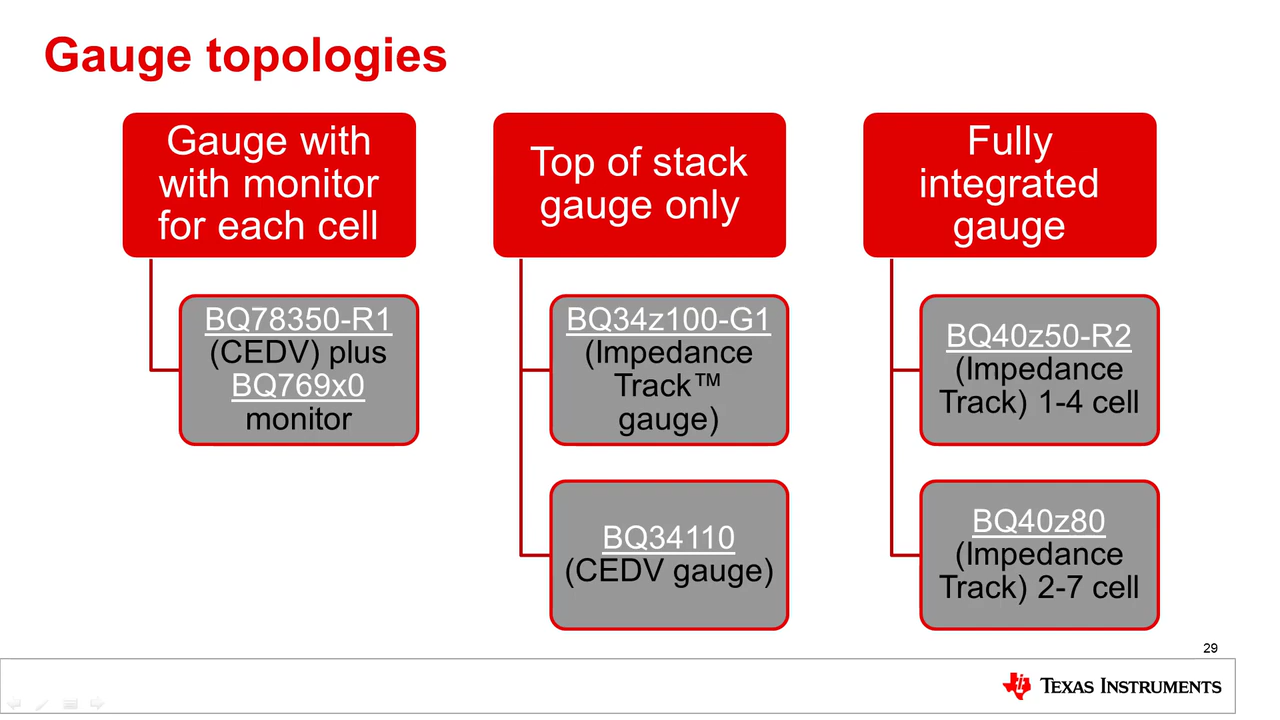 Gauge topologies
Gauge with
with monitor
for each cell
BQ78350-R1
(CEDV) plus
BQ769x0
monitor
Top of stack
gauge only
BQ34z100-G1
(Impedance
Track™
gauge)
BQ34110
(CEDV gauge)
Fully
integrated
gauge
BQ40z50-R2
(Impedance
Track) 1-4 cell
BQ40z80
(Impedance
Track) 2-7 cell
29
TEXAS INSTRUMENTS